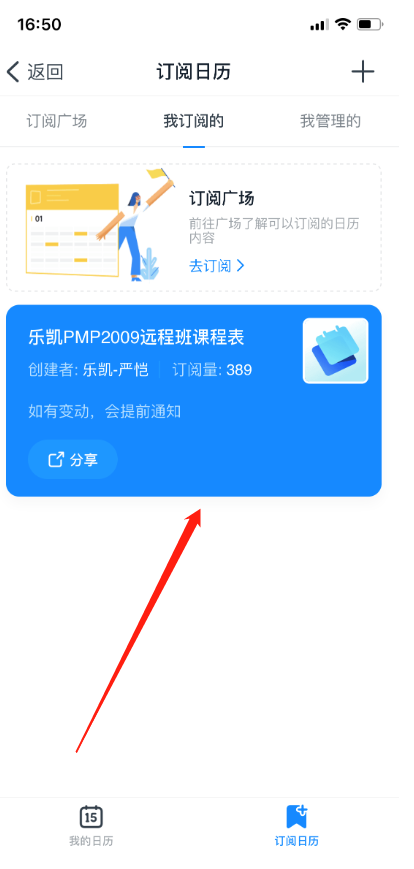 16:50
返回
订阅日历
订阅广场
我订阅的
我管理的
01
订阅广场
前往广场了解可以订阅的日历
内容
去订阅
乐凯PMP2009远程班课程表
创建者: 乐凯-严恺 订阅量: 389
如有变动，会提前通知
分享
15
我的日历
订阅日历